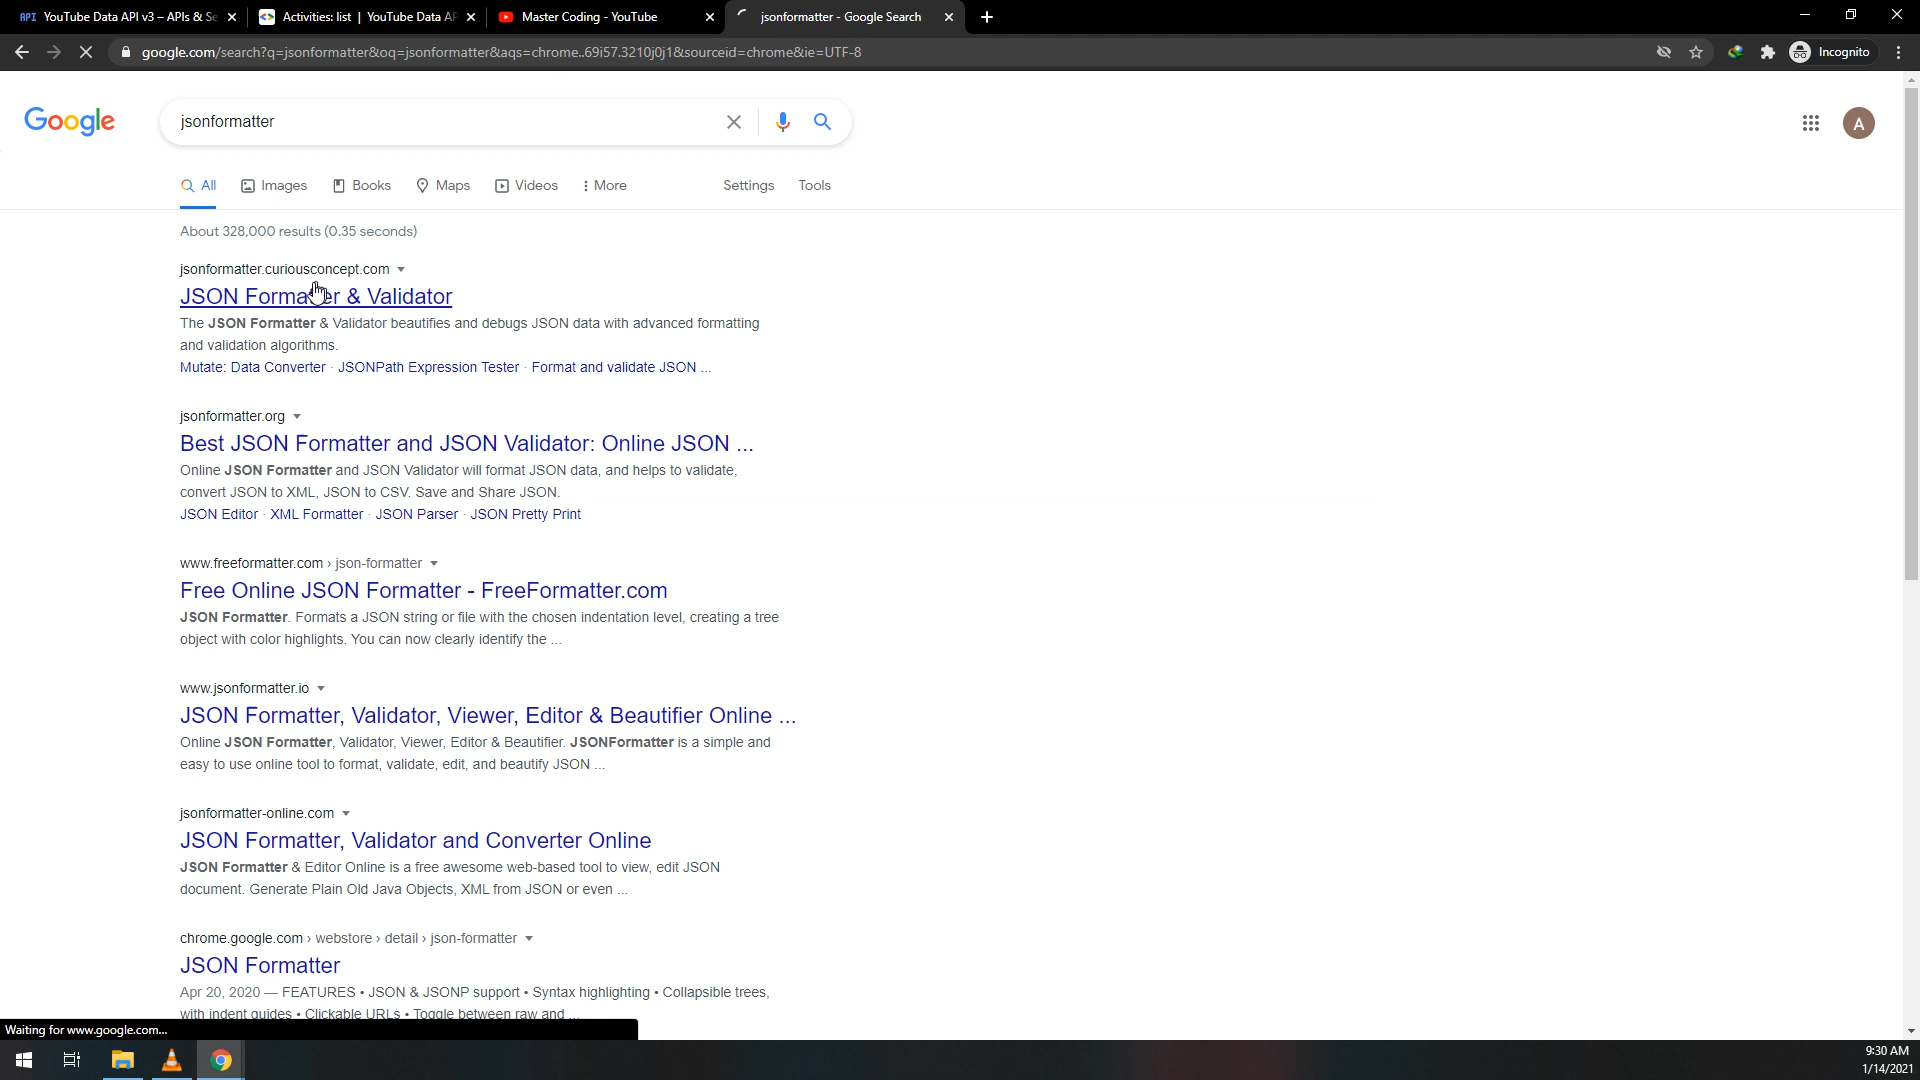 API YouTube Data API v3 – APIs & Se
Activities: list | YouTube Data AP
Master Coding - YouTube
jsonformatter - Google Search
google.com/search?q=jsonformatter&oq=jsonformatter&aqs=chrome..69i57.3210j0j1&sourceid=chrome&ie=UTF-8
Incognito
Google
jsonformatter
A
All
Images
Books
Maps
Videos
More
Settings
Tools
About 328,000 results (0.35 seconds)
jsonformatter.curiousconcept.com
JSON Formatter & Validator
The JSON Formatter & Validator beautifies and debugs JSON data with advanced formatting
and validation algorithms.
Mutate: Data Converter · JSONPath Expression Tester · Format and validate JSON ...
jsonformatter.org
Best JSON Formatter and JSON Validator: Online JSON ...
Online JSON Formatter and JSON Validator will format JSON data, and helps to validate,
convert JSON to XML, JSON to CSV. Save and Share JSON.
JSON Editor · XML Formatter · JSON Parser · JSON Pretty Print
www.freeformatter.com › json-formatter
Free Online JSON Formatter - FreeFormatter.com
JSON Formatter. Formats a JSON string or file with the chosen indentation level, creating a tree
object with color highlights. You can now clearly identify the ...
www.jsonformatter.io
JSON Formatter, Validator, Viewer, Editor & Beautifier Online ...
Online JSON Formatter, Validator, Viewer, Editor & Beautifier. JSONFormatter is a simple and
easy to use online tool to format, validate, edit, and beautify JSON ...
jsonformatter-online.com
JSON Formatter, Validator and Converter Online
JSON Formatter & Editor Online is a free awesome web-based tool to view, edit JSON
document. Generate Plain Old Java Objects, XML from JSON or even ...
chrome.google.com › webstore › detail › json-formatter
JSON Formatter
Apr 20, 2020 — FEATURES • JSON & JSONP support • Syntax highlighting • Collapsible trees,
with indent guides • Clickable URLs • Toggle between raw and ...
Waiting for www.google.com...
9:30 AM
1/14/2021